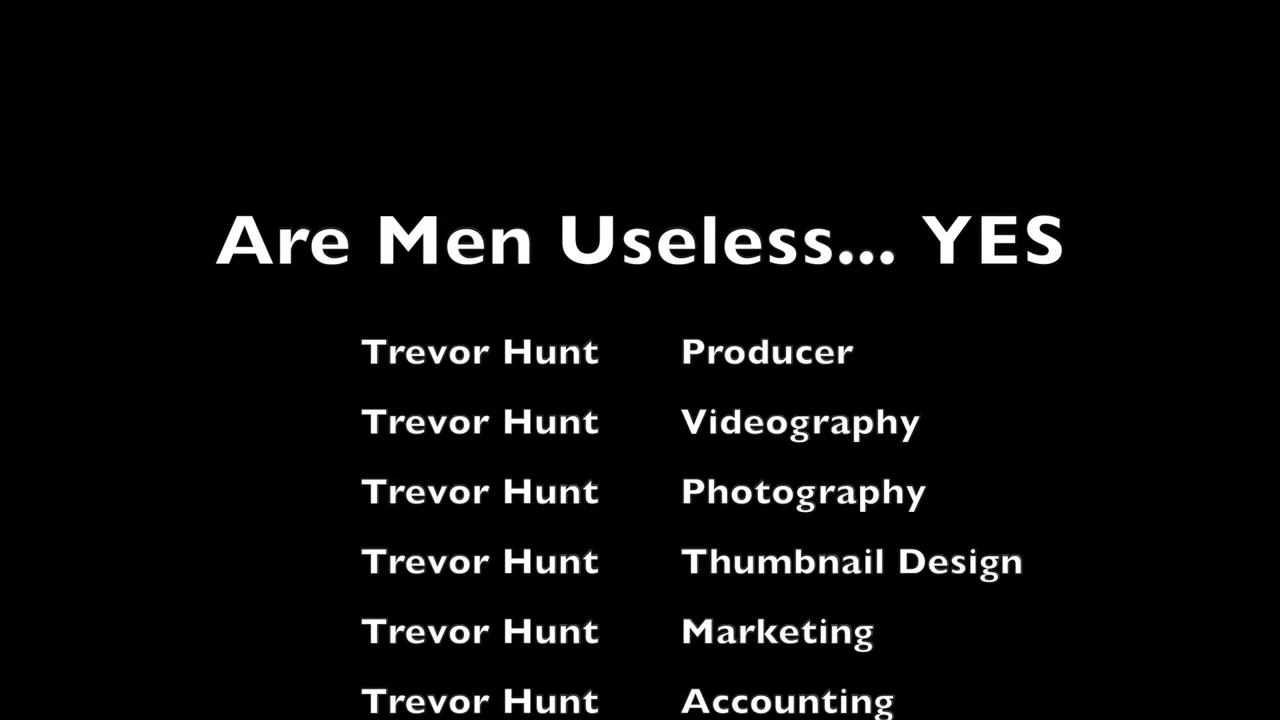 Are Men Useless... YES
Trevor Hunt Producer
Trevor Hunt Videography
Trevor Hunt Photography
Trevor Hunt Thumbnail Design
Trevor Hunt Marketing
Trevor Hunt Accounting